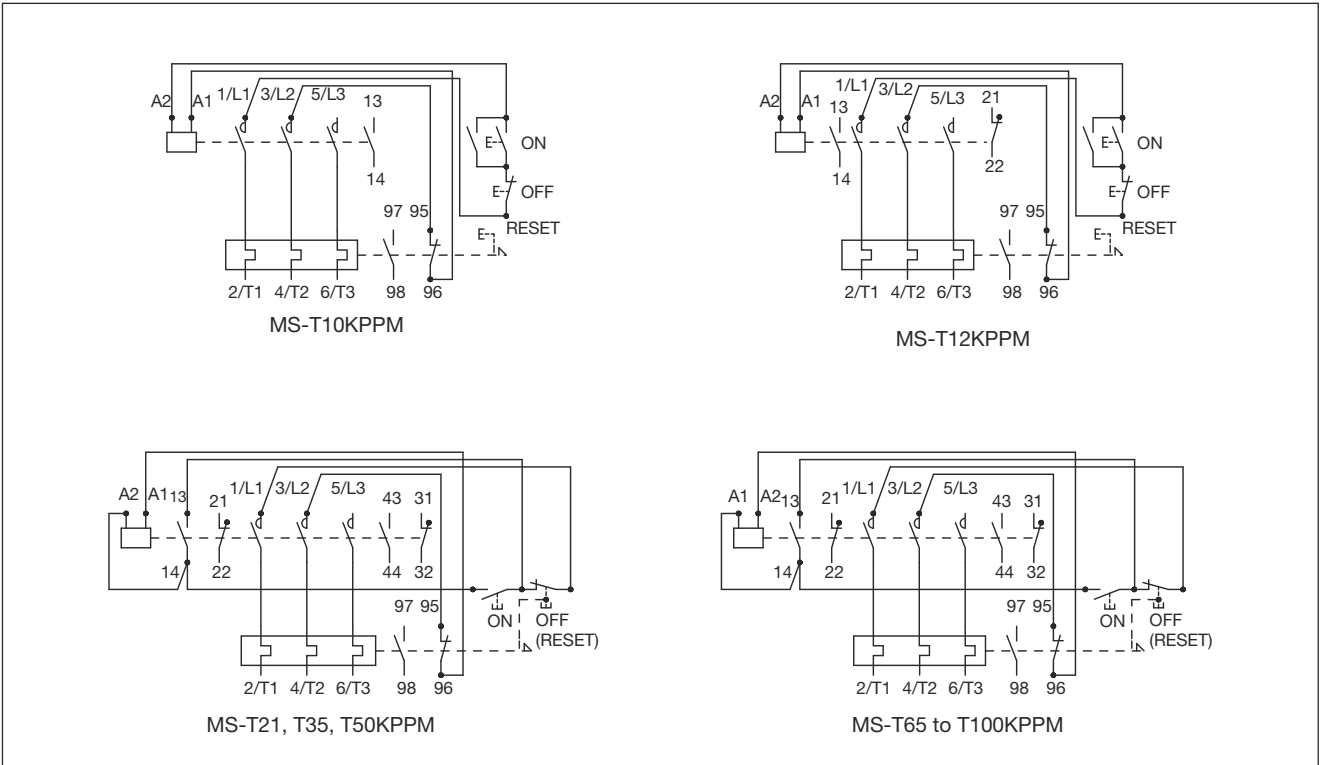 A2 A1 1/L1 3/L2 5/L3 13
14
ON
OFF
RESET
97 95
2/T1 4/T2 6/T3 98 96
MS-T10KPPM
A2 A1 13 1/L1 3/L2 5/L3 21
14 22
ON
OFF
RESET
97 95
2/T1 4/T2 6/T3 98 96
MS-T12KPPM
A2 A1 13 21 1/L1 3/L2 5/L3 43 31
14 22 44 32
97 95
ON OFF
(RESET)
2/T1 4/T2 6/T3 98 96
MS-T21, T35, T50KPPM
A1 A2 13 21 1/L1 3/L2 5/L3 43 31
14 22 44 32
97 95
ON OFF
(RESET)
2/T1 4/T2 6/T3 98 96
MS-T65 to T100KPPM